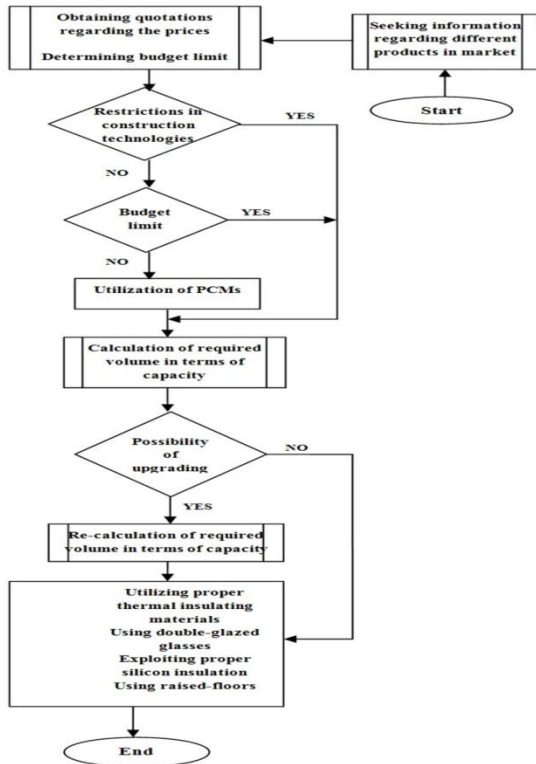 Obtaining quotations
regarding the prices
Determining budget limit
Seeking information
regarding different
products in market
Start
Restrictions in
construction
technologies
YES
NO
Budget
limit
YES
NO
Utilization of PCMs
Calculation of required
volume in terms of
capacity
Possibility
of
upgrading
NO
YES
Re-calculation of required
volume in terms of capacity
Utilizing proper
thermal insulating
materials
Using double-glazed
glasses
Exploiting proper
silicon insulation
Using raised-floors
End